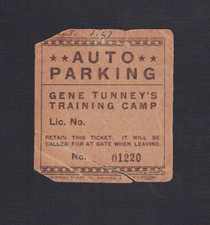 ★★ AUTO ★★
PARKING
GENE TUNNEY'S
TRAINING CAMP
Lic. No.
RETAIN THIS TICKET. IT WILL BE
CALLED FOR AT GATE WHEN LEAVING.
No. 01220